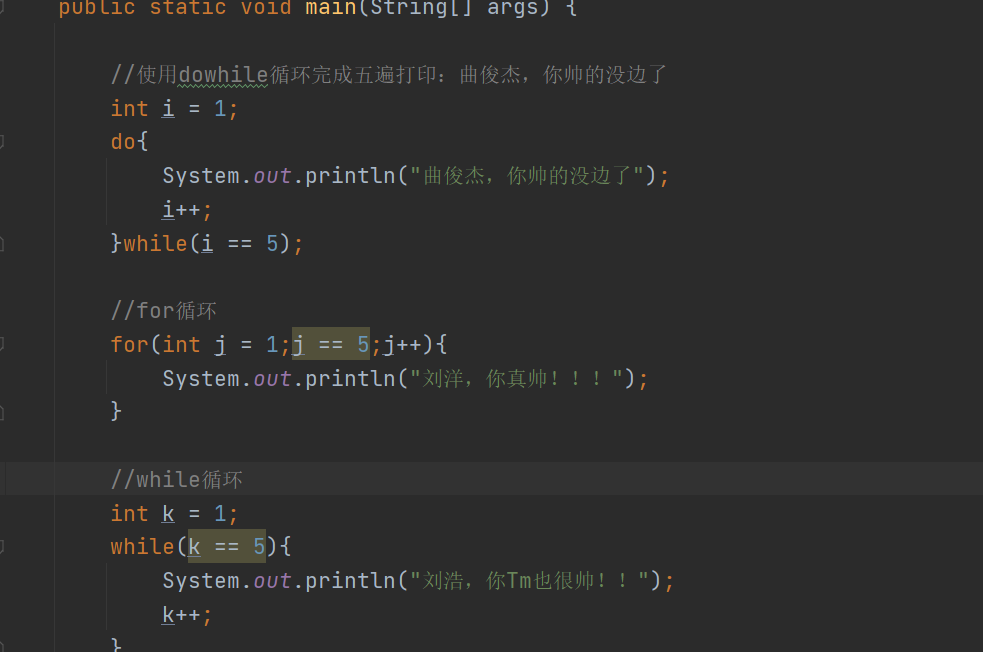 public static void main(String[] args) {
//使用dowhile循环完成五遍打印：曲俊杰，你帅的没边了
int i = 1;
do{
System.out.println("曲俊杰，你帅的没边了");
i++;
}while(i == 5);
//for循环
for(int j = 1;j == 5;j++){
System.out.println("刘洋，你真帅！！！");
}
//while循环
int k = 1;
while(k == 5){
System.out.println("刘浩，你Tm也很帅！！");
k++;
}